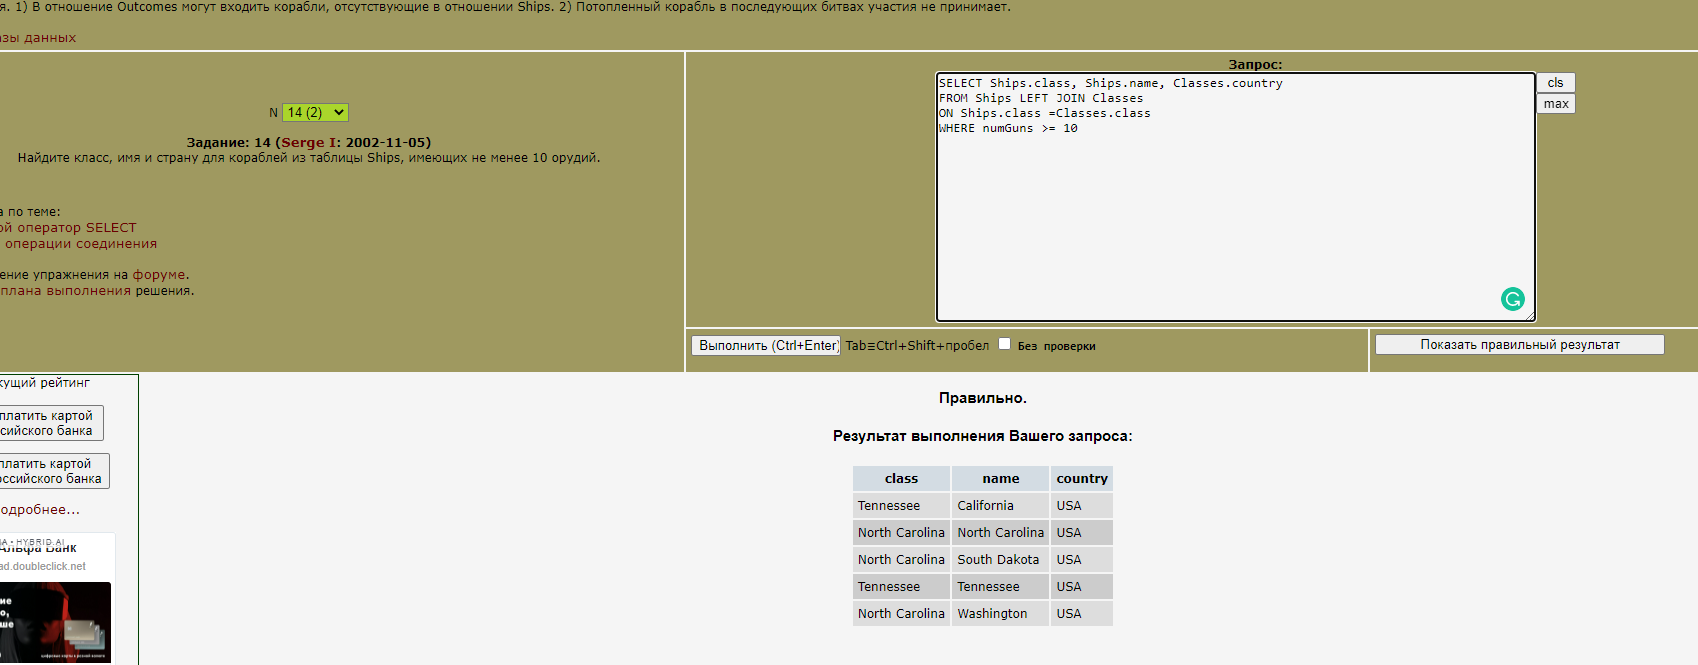 я. 1) В отношение Outcomes могут входить корабли, отсутствующие в отношении Ships. 2) Потопленный корабль в последующих битвах участия не принимает.
азы данных
N 14 (2)
Задание: 14 (Serge I: 2002-11-05)
Найдите класс, имя и страну для кораблей из таблицы Ships, имеющих не менее 10 орудий.
а по теме:
ой оператор SELECT
операции соединения
ение упражнения на форуме.
плана выполнения решения.
Запрос:
SELECT Ships.class, Ships.name, Classes.country
FROM Ships LEFT JOIN Classes
ON Ships.class =Classes.class
WHERE numGuns >= 10
cls
max
Выполнить (Ctrl+Enter) Tab≡Ctrl+Shift+пробел Без проверки
Показать правильный результат
кущий рейтинг
платить картой
сийского банка
платить картой
оссийского банка
одробнее...
А • HYBRID.AI
Альфа Банк
ad.doubleclick.net
ие
о,
ше
Правильно.
Результат выполнения Вашего запроса:
class name country
Tennessee California USA
North Carolina North Carolina USA
North Carolina South Dakota USA
Tennessee Tennessee USA
North Carolina Washington USA